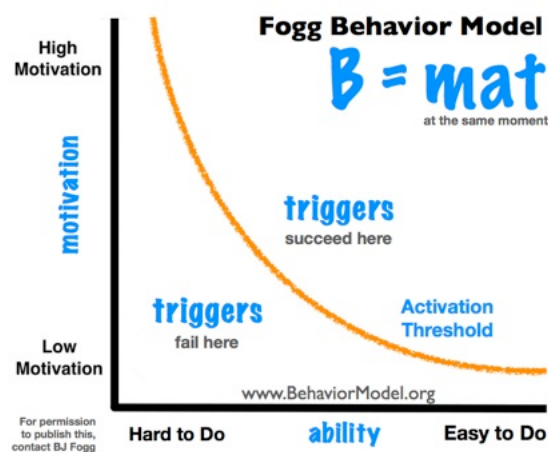 Fogg Behavior Model
B = mat
at the same moment
High
Motivation
motivation
triggers
succeed here
triggers
fail here
Activation
Threshold
Low
Motivation
www.BehaviorModel.org
For permission
to publish this,
contact BJ Fogg
Hard to Do
ability
Easy to Do